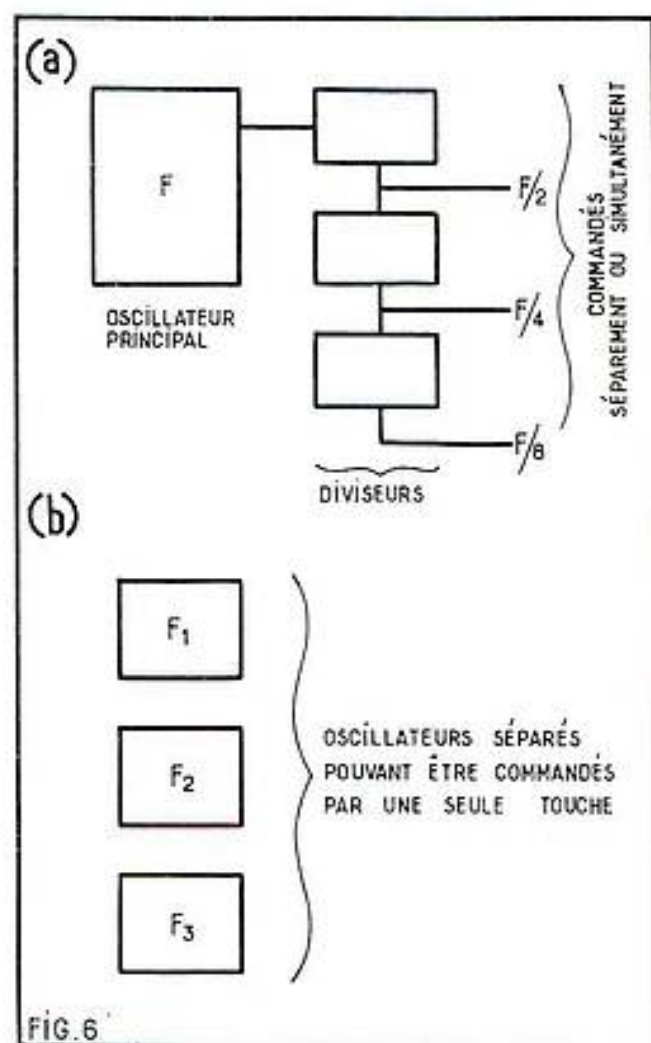 (a)
F
OSCILLATEUR
PRINCIPAL
F/2
F/4
F/8
COMMANDÉS
SÉPAREMENT OU SIMULTANÉMENT
DIVISEURS
(b)
F1
F2
F3
OSCILLATEURS SÉPARÉS
POUVANT ÊTRE COMMANDÉS
PAR UNE SEULE TOUCHE
FIG.6